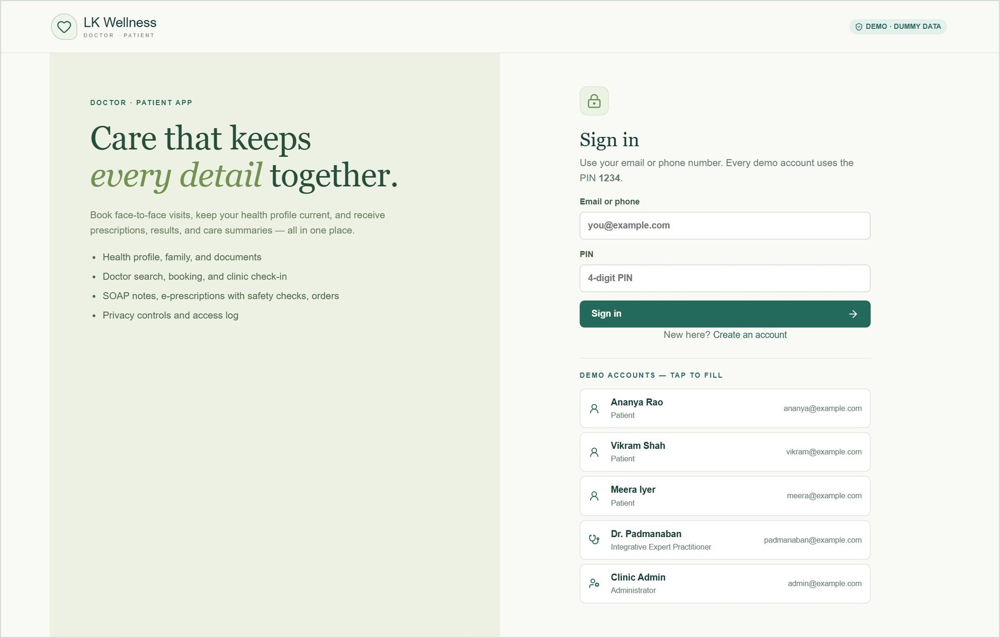 LK Wellness
DOCTOR · PATIENT
DEMO · DUMMY DATA
DOCTOR · PATIENT APP
Care that keeps
every detail together.
Book face-to-face visits, keep your health profile current, and receive
prescriptions, results, and care summaries — all in one place.
• Health profile, family, and documents
• Doctor search, booking, and clinic check-in
• SOAP notes, e-prescriptions with safety checks, orders
• Privacy controls and access log
Sign in
Use your email or phone number. Every demo account uses the
PIN 1234.
Email or phone
you@example.com
PIN
4-digit PIN
Sign in
New here? Create an account
DEMO ACCOUNTS — TAP TO FILL
Ananya Rao
Patient
ananya@example.com
Vikram Shah
Patient
vikram@example.com
Meera Iyer
Patient
meera@example.com
Dr. Padmanaban
Integrative Expert Practitioner
padmanaban@example.com
Clinic Admin
Administrator
admin@example.com